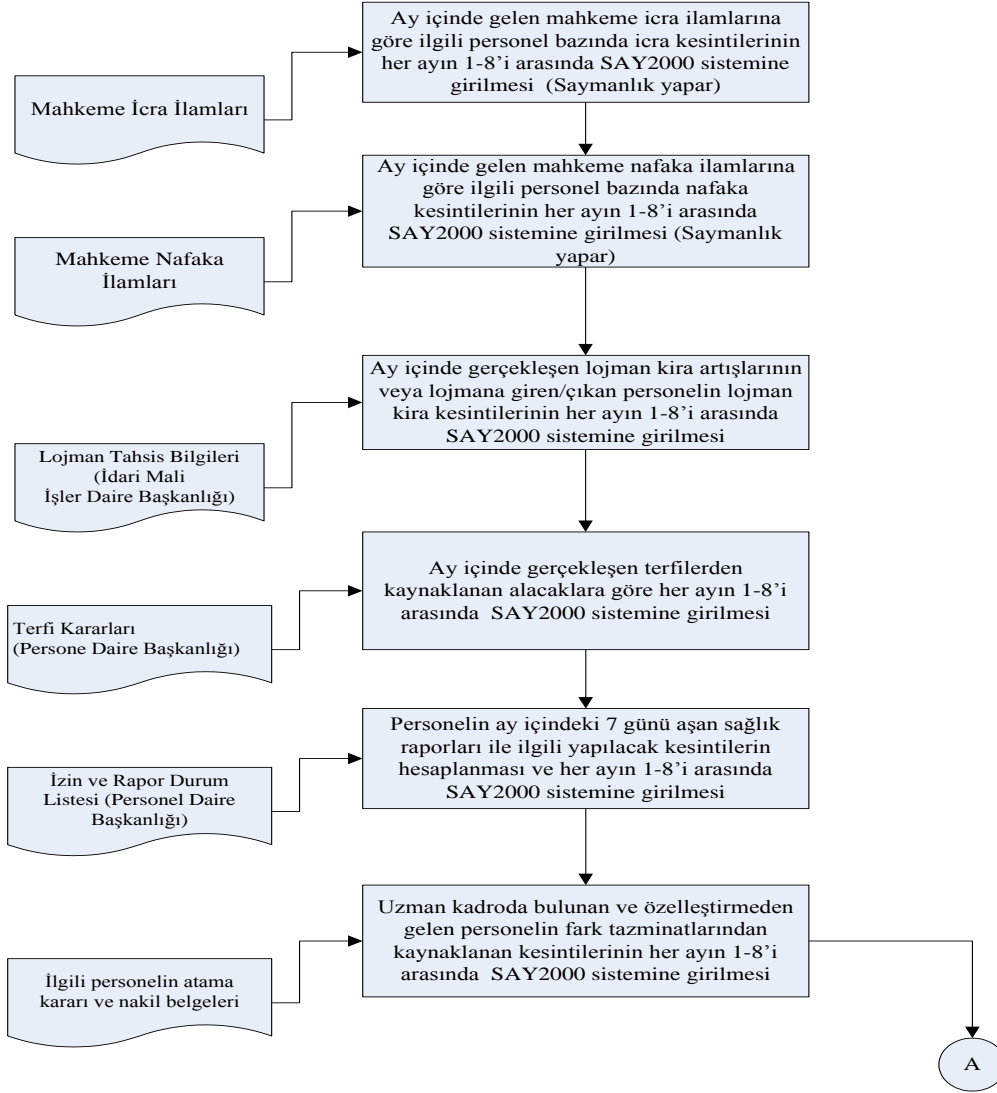 Ay içinde gelen mahkeme icra ilamlarına
göre ilgili personel bazında icra kesintilerinin
her ayın 1-8’i arasında SAY2000 sistemine
girilmesi (Saymanlık yapar)
Mahkeme İcra İlamları
Ay içinde gelen mahkeme nafaka ilamlarına
göre ilgili personel bazında nafaka
kesintilerinin her ayın 1-8’i arasında
SAY2000 sistemine girilmesi (Saymanlık
yapar)
Mahkeme Nafaka
İlamları
Ay içinde gerçekleşen lojman kira artışlarının
veya lojmana giren/çıkan personelin lojman
kira kesintilerinin her ayın 1-8’i arasında
SAY2000 sistemine girilmesi
Lojman Tahsis Bilgileri
(İdari Mali
İşler Daire Başkanlığı)
Ay içinde gerçekleşen terfilerden
kaynaklanan alacaklara göre her ayın 1-8’i
arasında SAY2000 sistemine girilmesi
Terfi Kararları
(Persone Daire Başkanlığı)
Personelin ay içindeki 7 günü aşan sağlık
raporları ile ilgili yapılacak kesintilerin
hesaplanması ve her ayın 1-8’i arasında
SAY2000 sistemine girilmesi
İzin ve Rapor Durum
Listesi (Personel Daire
Başkanlığı)
Uzman kadroda bulunan ve özelleştirmeden
gelen personelin fark tazminatlarından
kaynaklanan kesintilerinin her ayın 1-8’i
arasında SAY2000 sistemine girilmesi
İlgili personelin atama
kararı ve nakil belgeleri
A